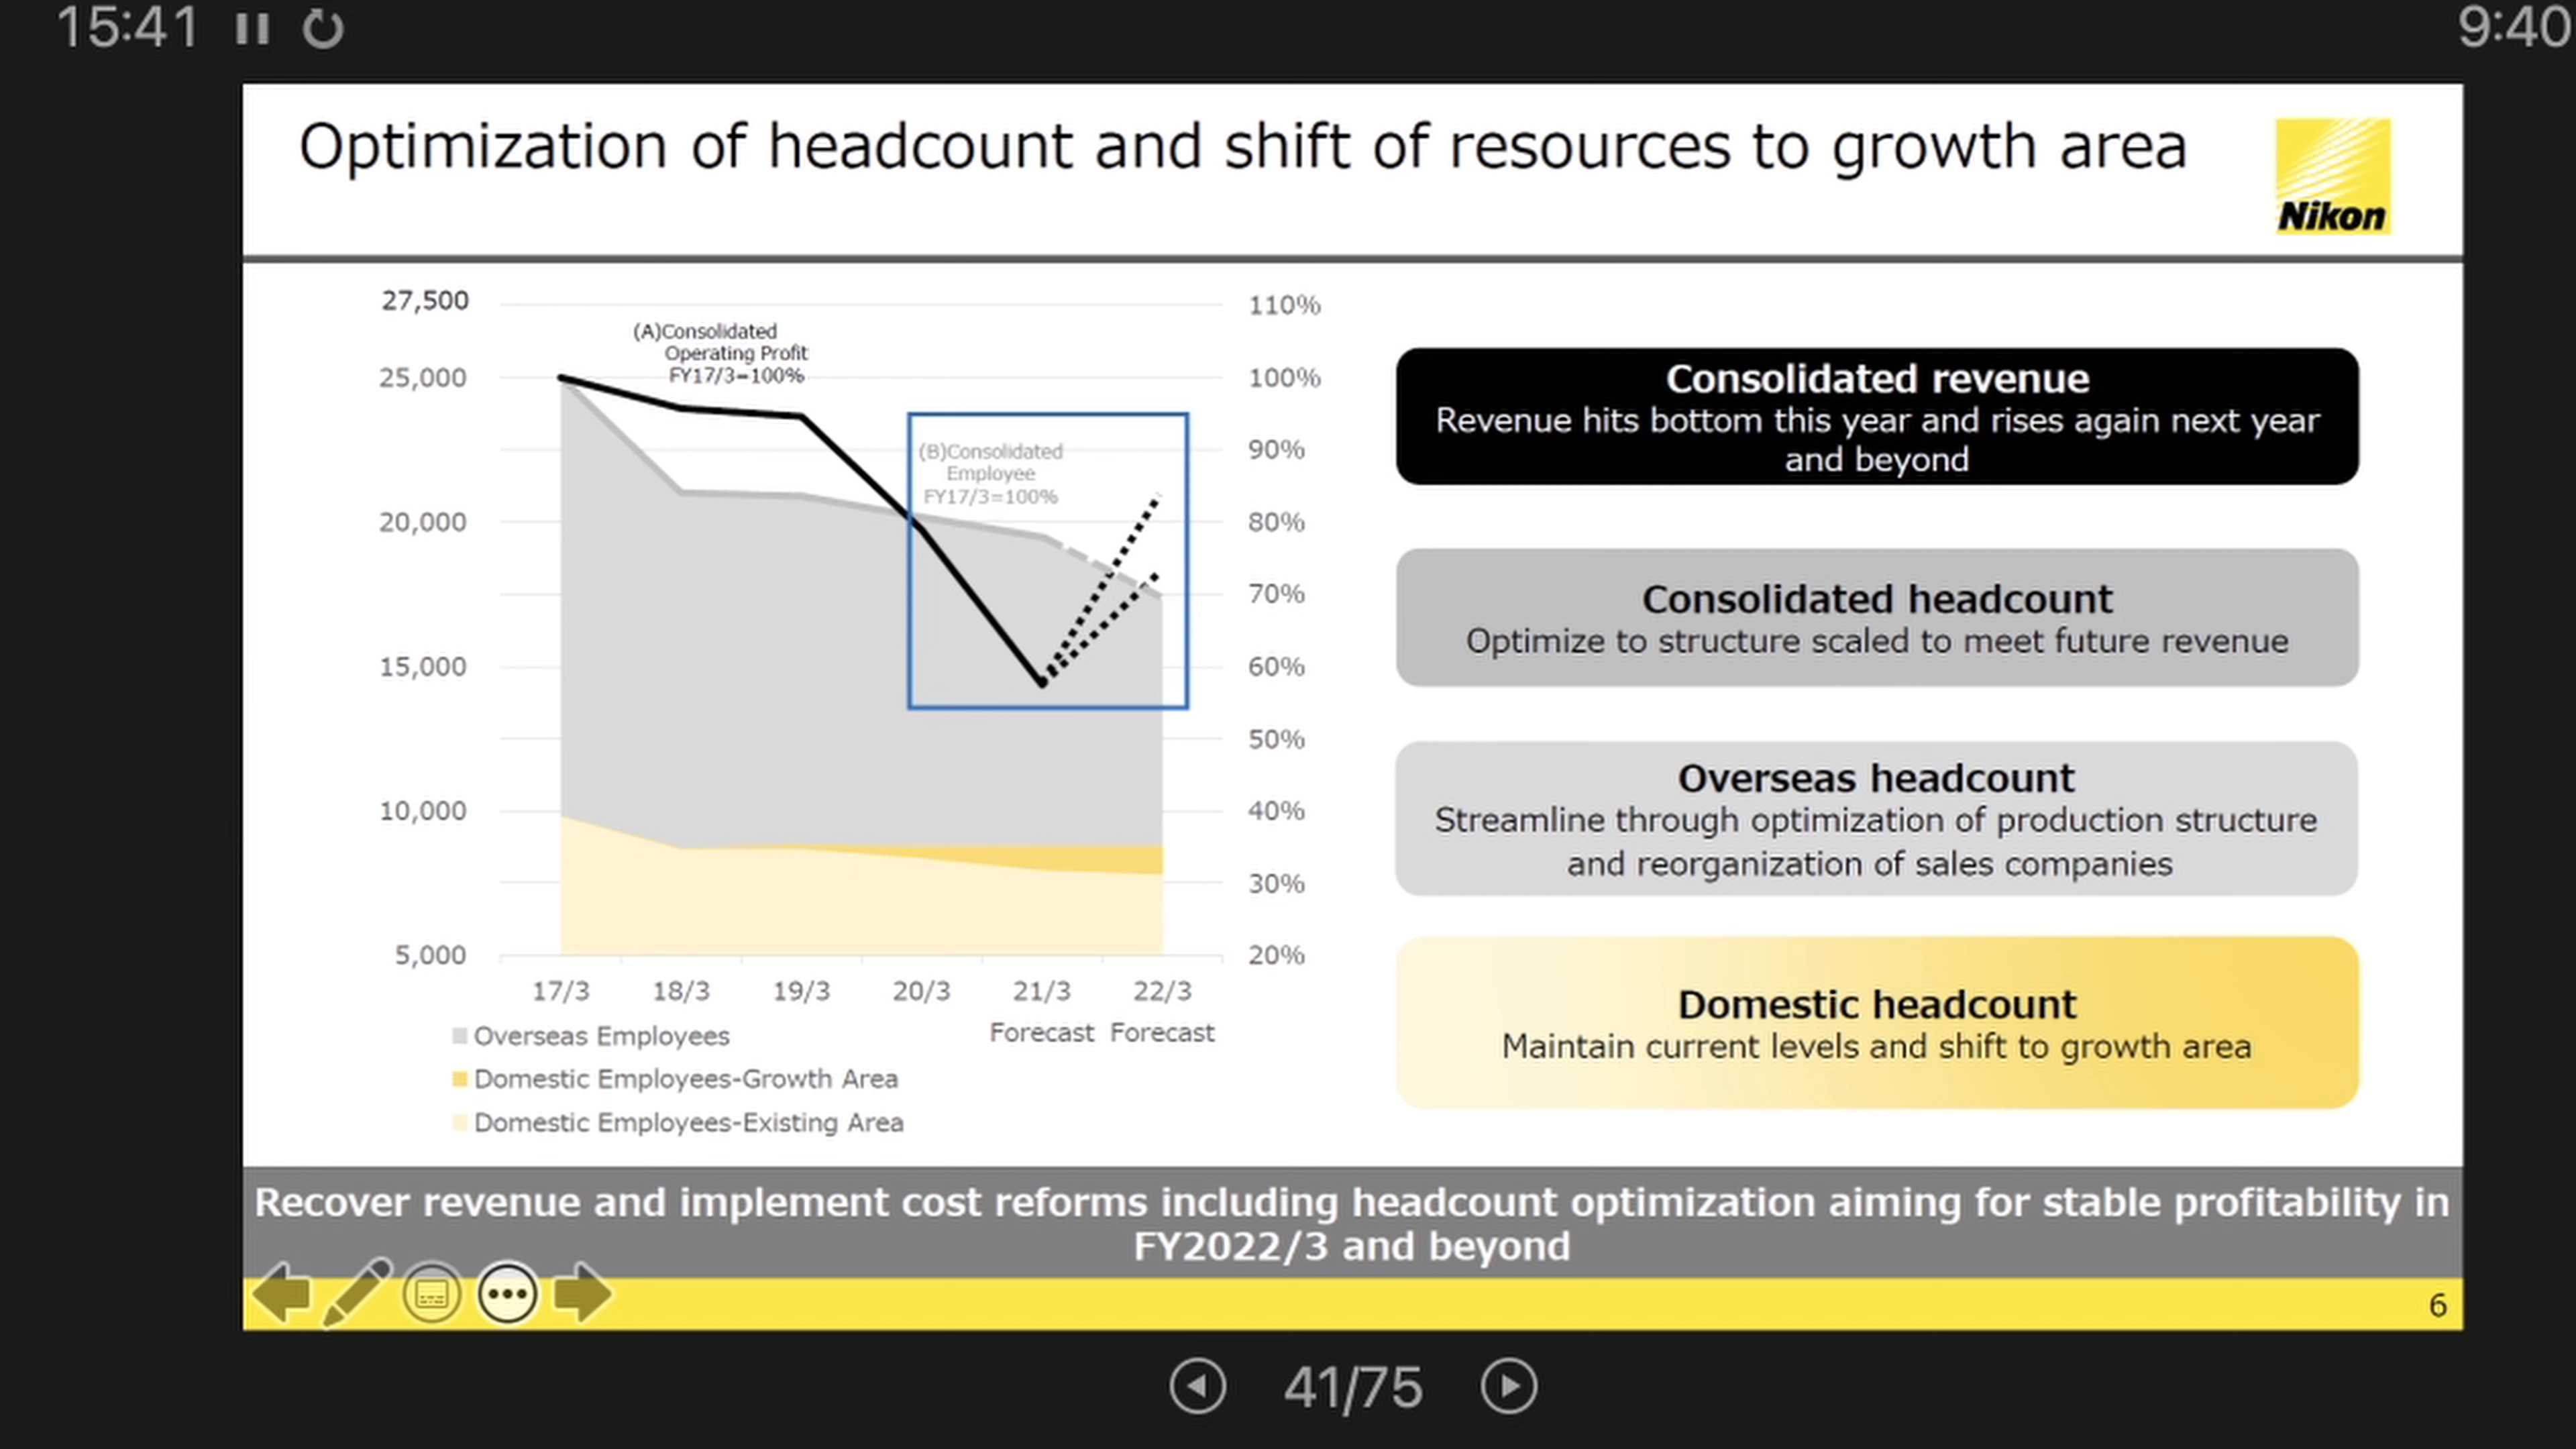 15:41
9:40
Optimization of headcount and shift of resources to growth area
Nikon
27,500
25,000
20,000
15,000
10,000
5,000
(A)Consolidated
Operating Profit
FY17/3=100%
(B)Consolidated
Employee
FY17/3=100%
110%
100%
90%
80%
70%
60%
50%
40%
30%
20%
17/3 18/3 19/3 20/3 21/3 22/3
Forecast Forecast
Overseas Employees
Domestic Employees-Growth Area
Domestic Employees-Existing Area
Consolidated revenue
Revenue hits bottom this year and rises again next year
and beyond
Consolidated headcount
Optimize to structure scaled to meet future revenue
Overseas headcount
Streamline through optimization of production structure
and reorganization of sales companies
Domestic headcount
Maintain current levels and shift to growth area
Recover revenue and implement cost reforms including headcount optimization aiming for stable profitability in
FY2022/3 and beyond
6
41/75